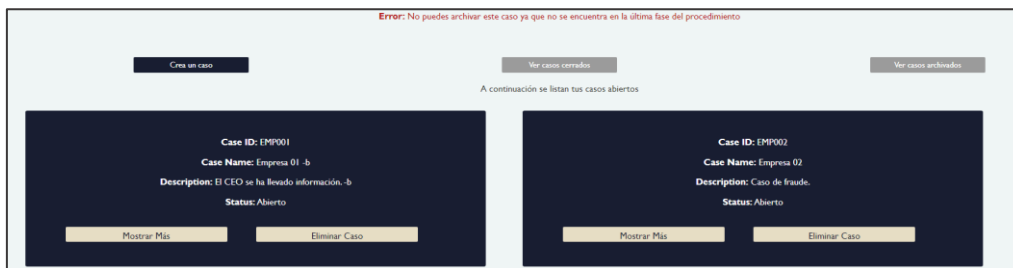 Error: No puedes archivar este caso ya que no se encuentra en la última fase del procedimiento
Crea un caso
Ver casos cerrados
Ver casos archivados
A continuación se listan tus casos abiertos
Case ID: EMP001
Case Name: Empresa 01 -b
Description: El CEO se ha llevado información. -b
Status: Abierto
Mostrar Más
Eliminar Caso
Case ID: EMP002
Case Name: Empresa 02
Description: Caso de fraude.
Status: Abierto
Mostrar Más
Eliminar Caso